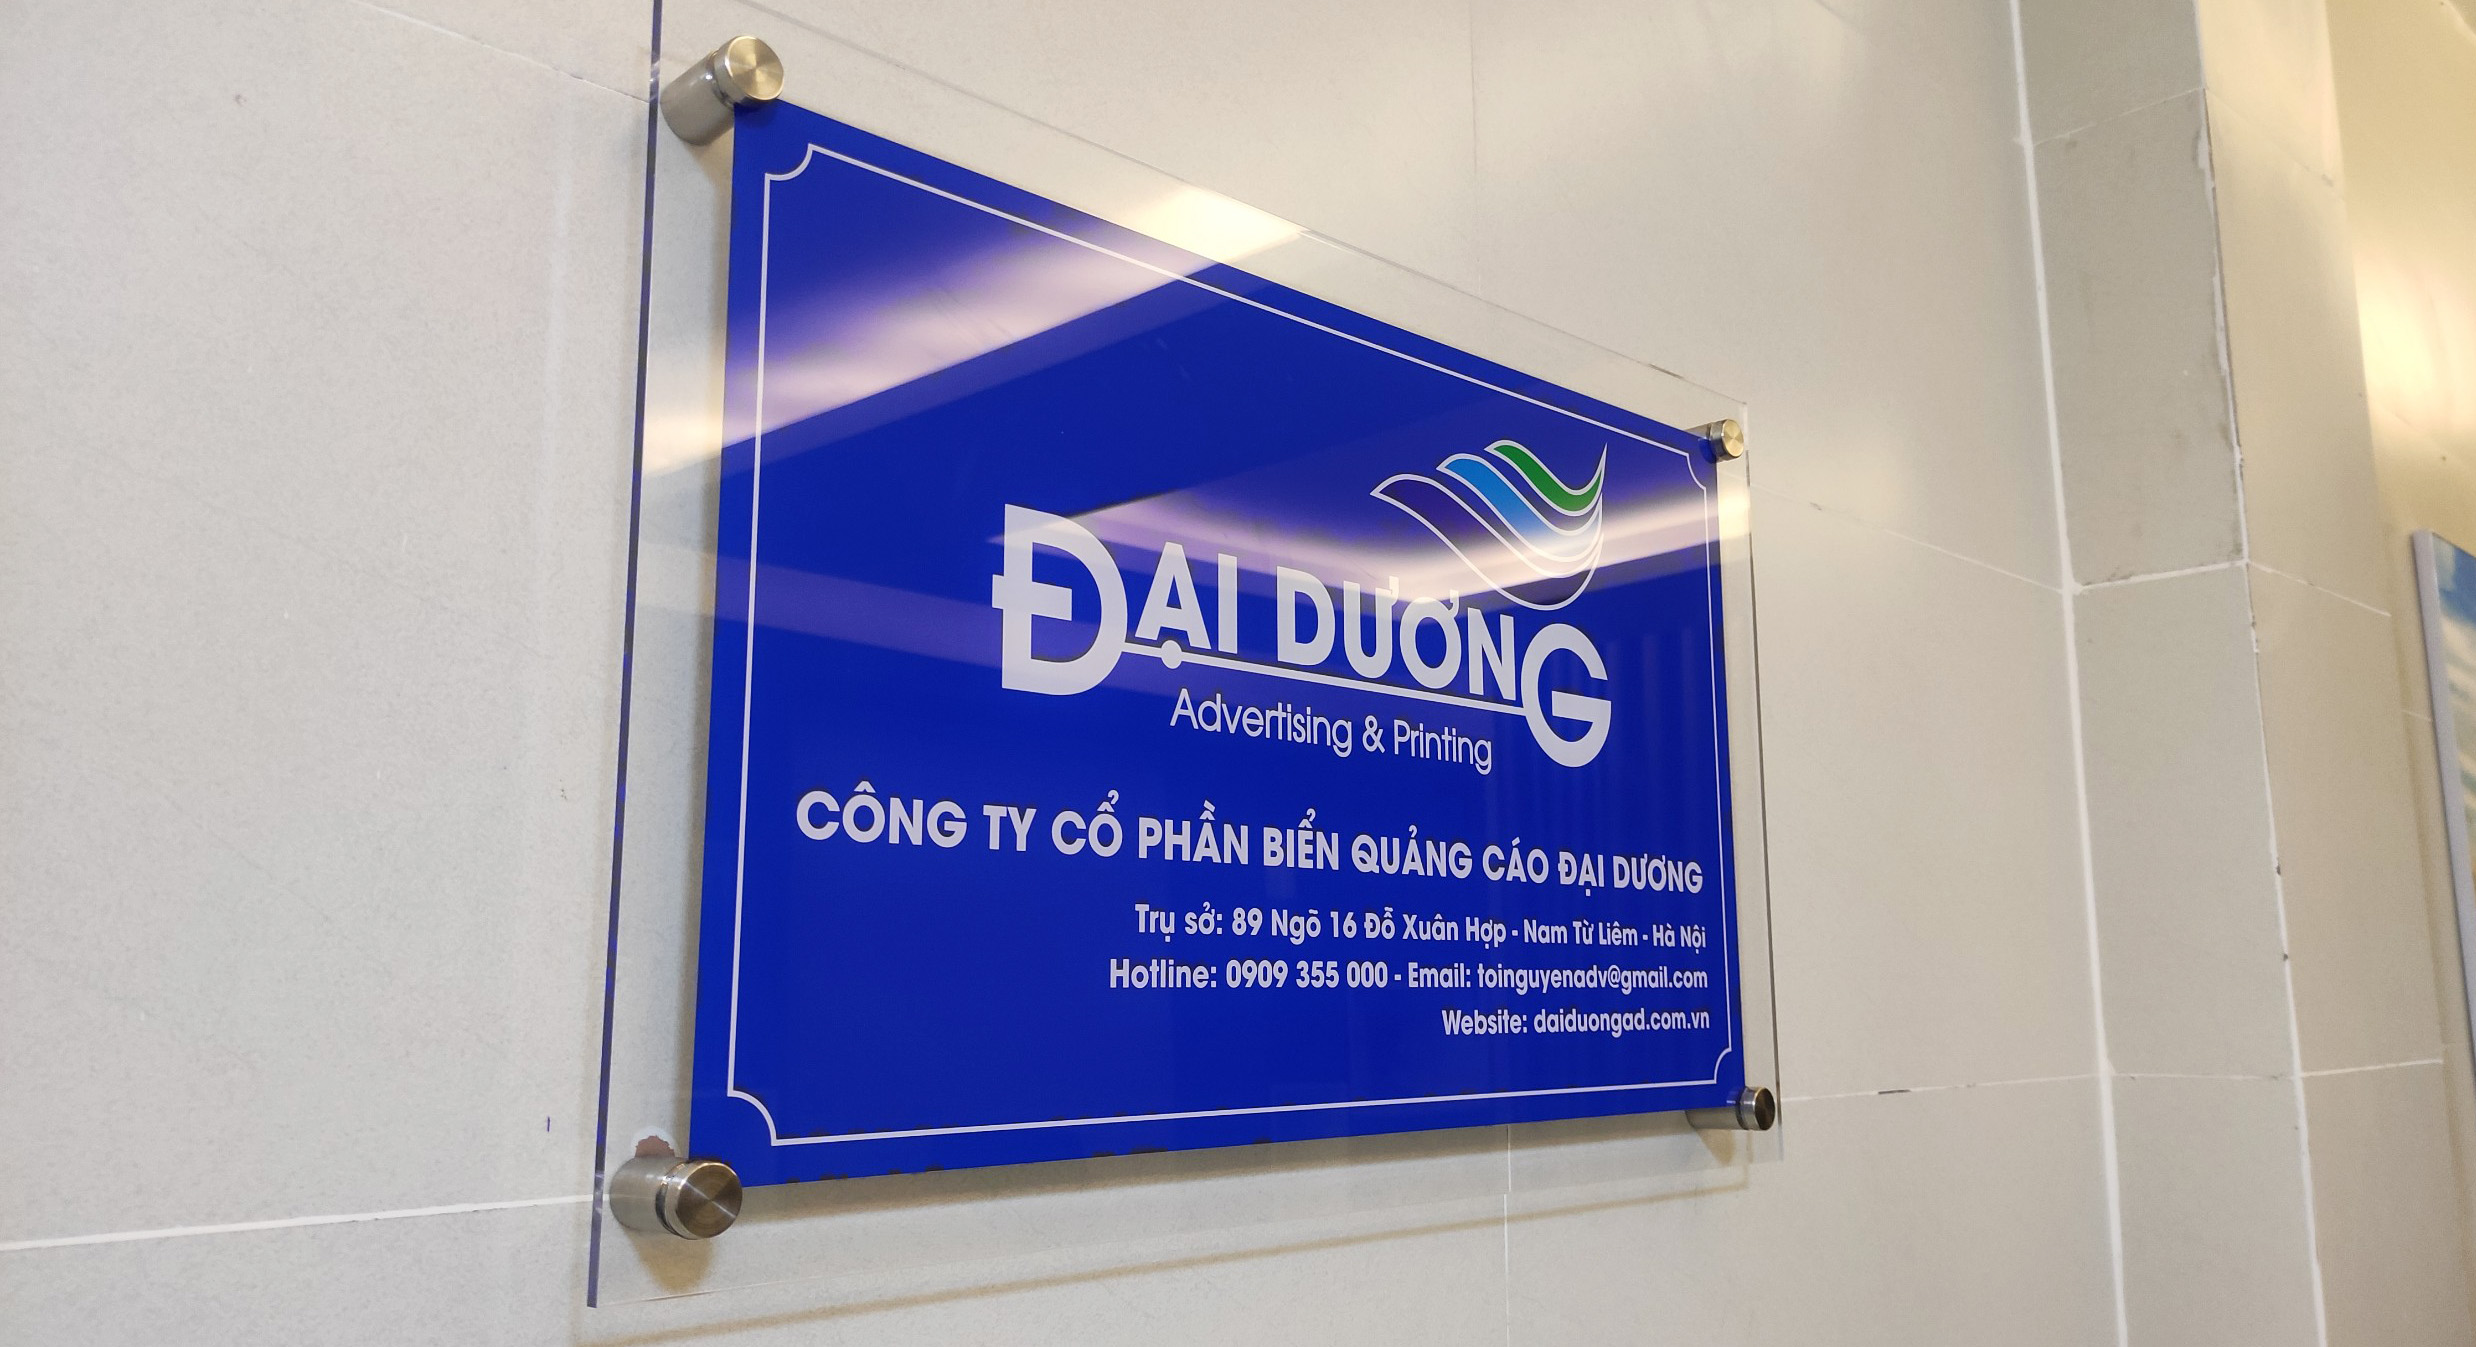 ĐẠI DƯƠNG
Advertising & Printing
CÔNG TY CỔ PHẦN BIỂN QUẢNG CÁO ĐẠI DƯƠNG
Trụ sở: 89 Ngõ 16 Đỗ Xuân Hợp - Nam Từ Liêm - Hà Nội
Hotline: 0909 355 000 - Email: toinguyenadv@gmail.com
Website: daiduongad.com.vn